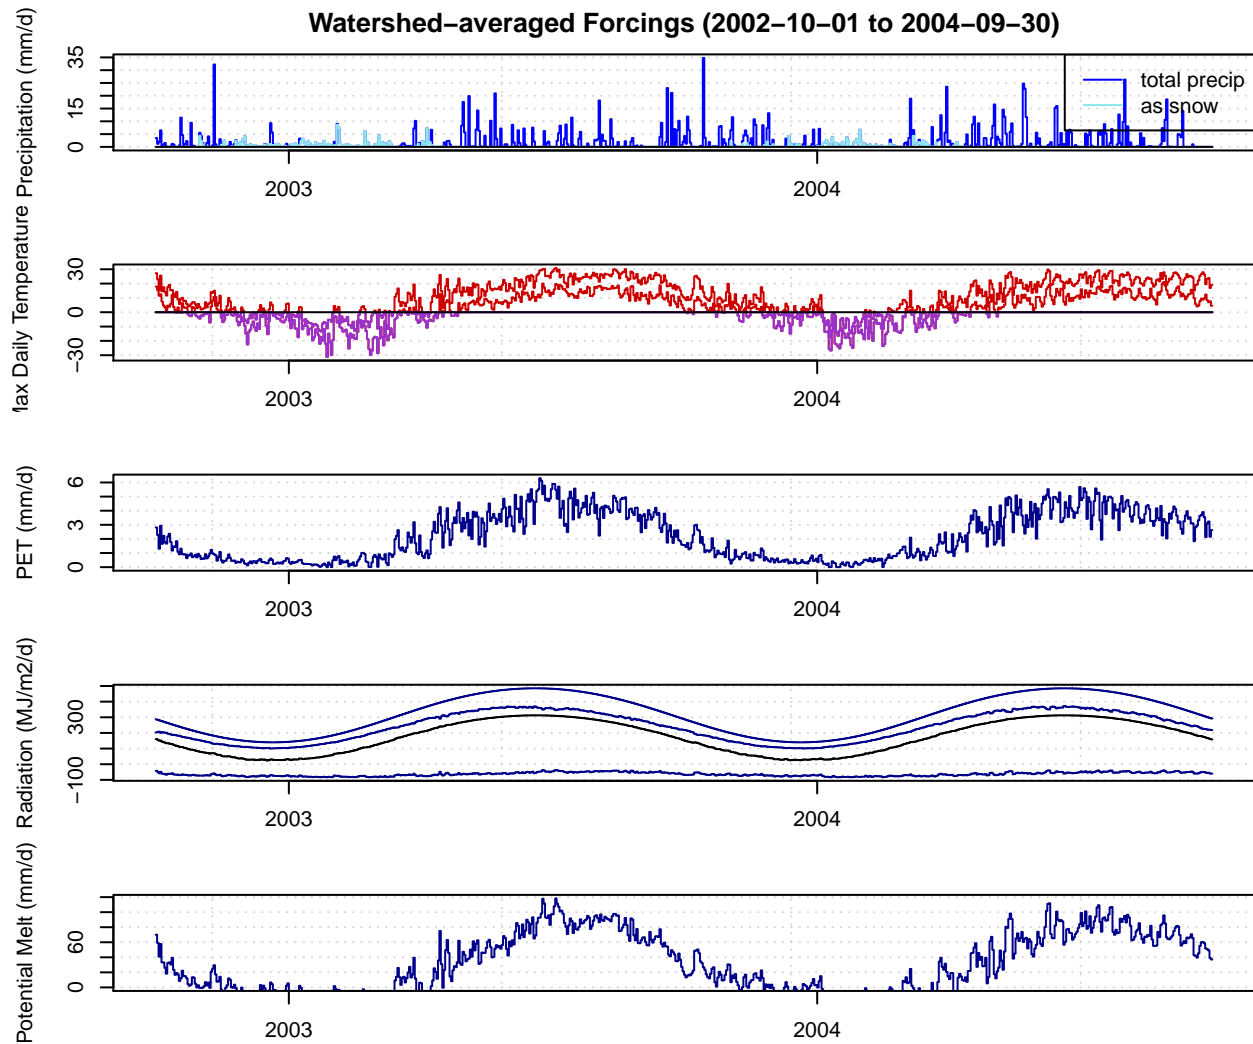 Watershed-averaged Forcings (2002-10-01 to 2004-09-30)
Precipitation (mm/d)
35
15
0
total precip
as snow
2003
2004
Max Daily Temperature
30
0
-30
2003
2004
PET (mm/d)
6
3
0
2003
2004
Radiation (MJ/m2/d)
300
-100
2003
2004
Potential Melt (mm/d)
60
0
2003
2004